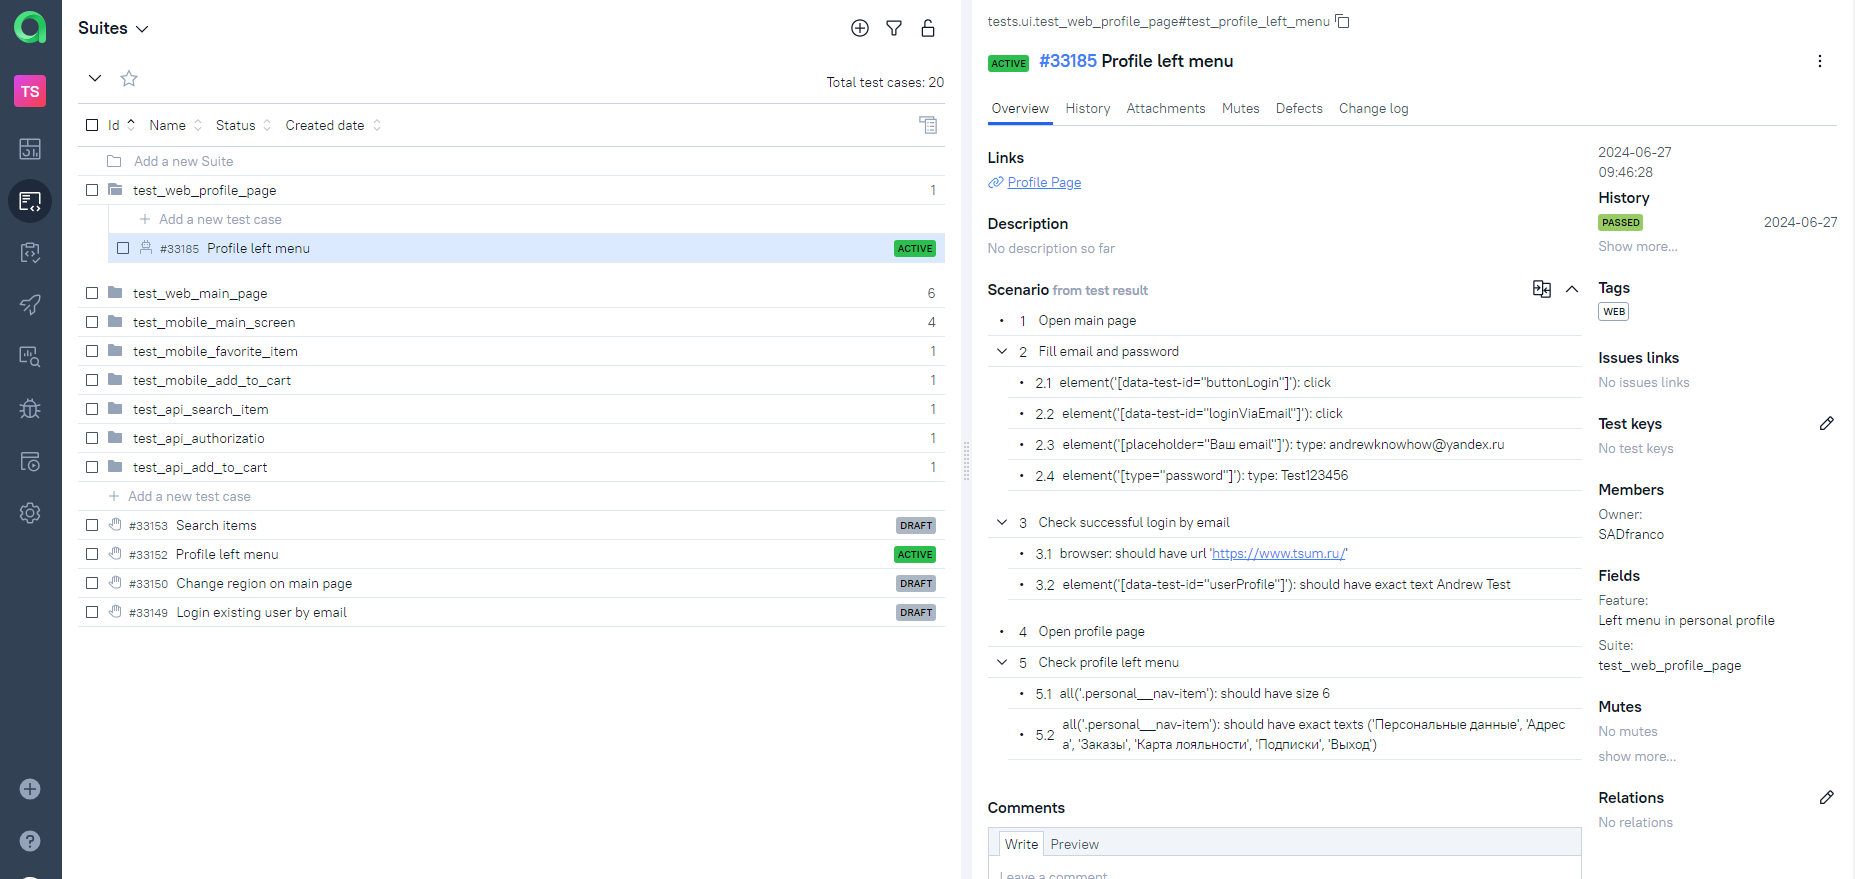 TS
Suites
Total test cases: 20
Id Name Status Created date
Add a new Suite
test_web_profile_page 1
Add a new test case
#33185 Profile left menu ACTIVE
test_web_main_page 6
test_mobile_main_screen 4
test_mobile_favorite_item 1
test_mobile_add_to_cart 1
test_api_search_item 1
test_api_authorizatio 1
test_api_add_to_cart 1
Add a new test case
#33153 Search items DRAFT
#33152 Profile left menu ACTIVE
#33150 Change region on main page DRAFT
#33149 Login existing user by email DRAFT
tests.ui.test_web_profile_page#test_profile_left_menu
ACTIVE #33185 Profile left menu
Overview History Attachments Mutes Defects Change log
Links
Profile Page
Description
No description so far
Scenario from test result
1 Open main page
2 Fill email and password
2.1 element('[data-test-id="buttonLogin"]'): click
2.2 element('[data-test-id="loginViaEmail"]'): click
2.3 element('[placeholder="Ваш email"]'): type: andrewknowhow@yandex.ru
2.4 element('[type="password"]'): type: Test123456
3 Check successful login by email
3.1 browser: should have url 'https://www.tsum.ru/'
3.2 element('[data-test-id="userProfile"]'): should have exact text Andrew Test
4 Open profile page
5 Check profile left menu
5.1 all('.personal__nav-item'): should have size 6
5.2 all('.personal__nav-item'): should have exact texts ('Персональные данные', 'Адрес
а', 'Заказы', 'Карта лояльности', 'Подписки', 'Выход')
Comments
Write Preview
Leave a comment
2024-06-27
09:46:28
History
PASSED 2024-06-27
Show more...
Tags
WEB
Issues links
No issues links
Test keys
No test keys
Members
Owner:
SADfranco
Fields
Feature:
Left menu in personal profile
Suite:
test_web_profile_page
Mutes
No mutes
show more...
Relations
No relations